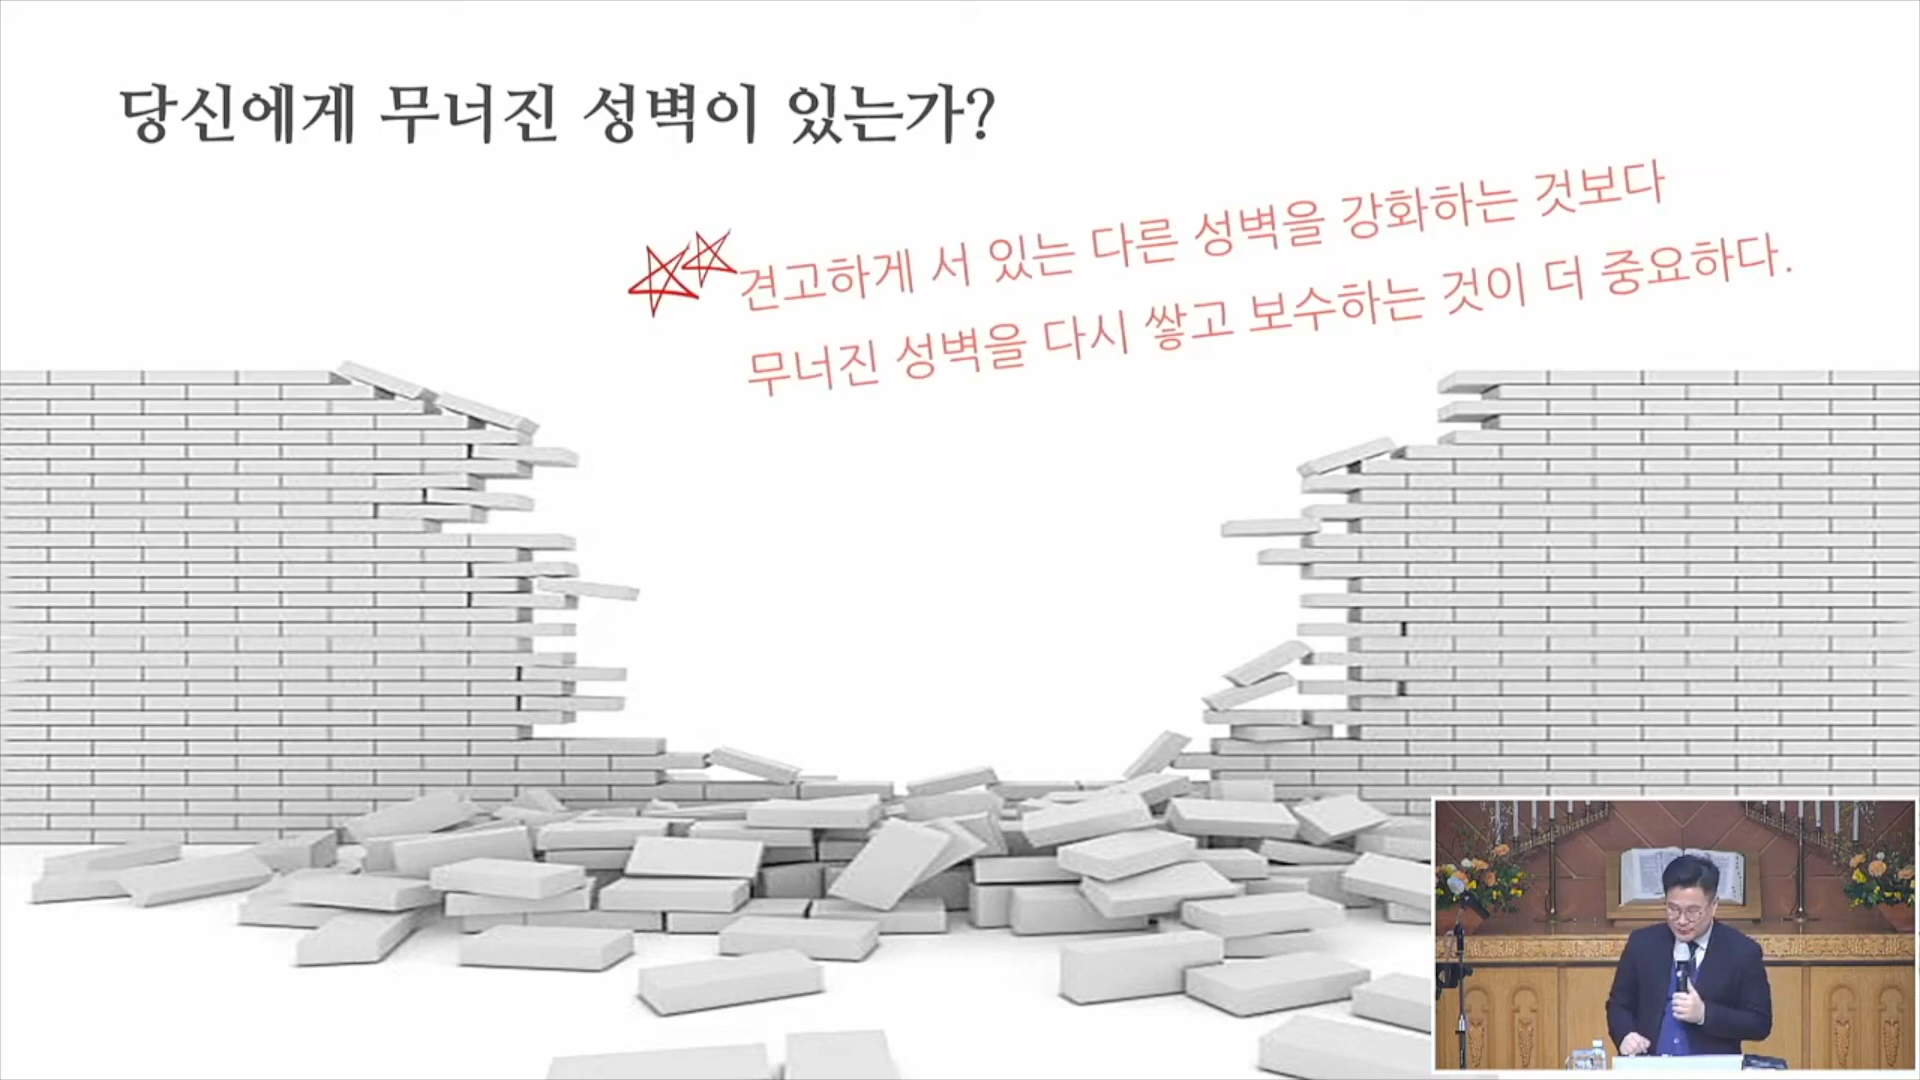 당신에게 무너진 성벽이 있는가?
견고하게 서 있는 다른 성벽을 강화하는 것보다
무너진 성벽을 다시 쌓고 보수하는 것이 더 중요하다.